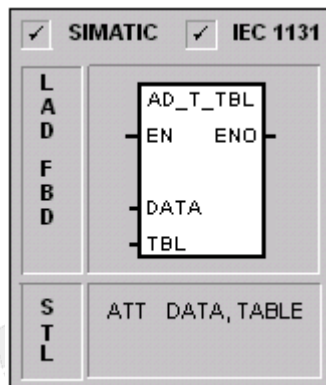 ✓ SIMATIC ✓ IEC 1131
LAD FBD
AD_T_TBL
EN ENO
DATA
TBL
STL
ATT DATA, TABLE